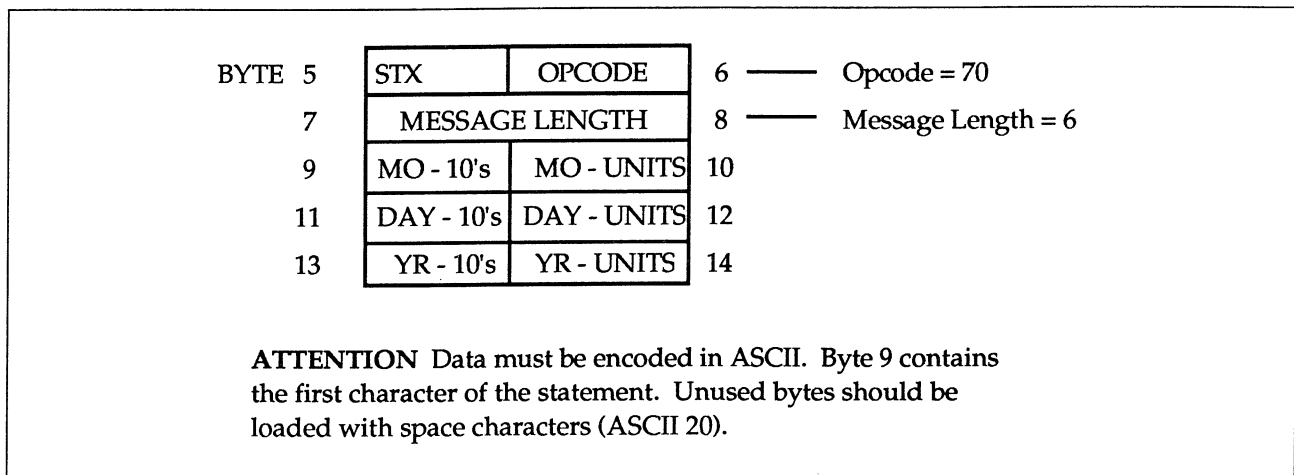 BYTE 5 STX OPCODE 6 Opcode = 70
7 MESSAGE LENGTH 8 Message Length = 6
9 MO - 10's MO - UNITS 10
11 DAY - 10's DAY - UNITS 12
13 YR - 10's YR - UNITS 14
ATTENTION Data must be encoded in ASCII. Byte 9 contains
the first character of the statement. Unused bytes should be
loaded with space characters (ASCII 20).